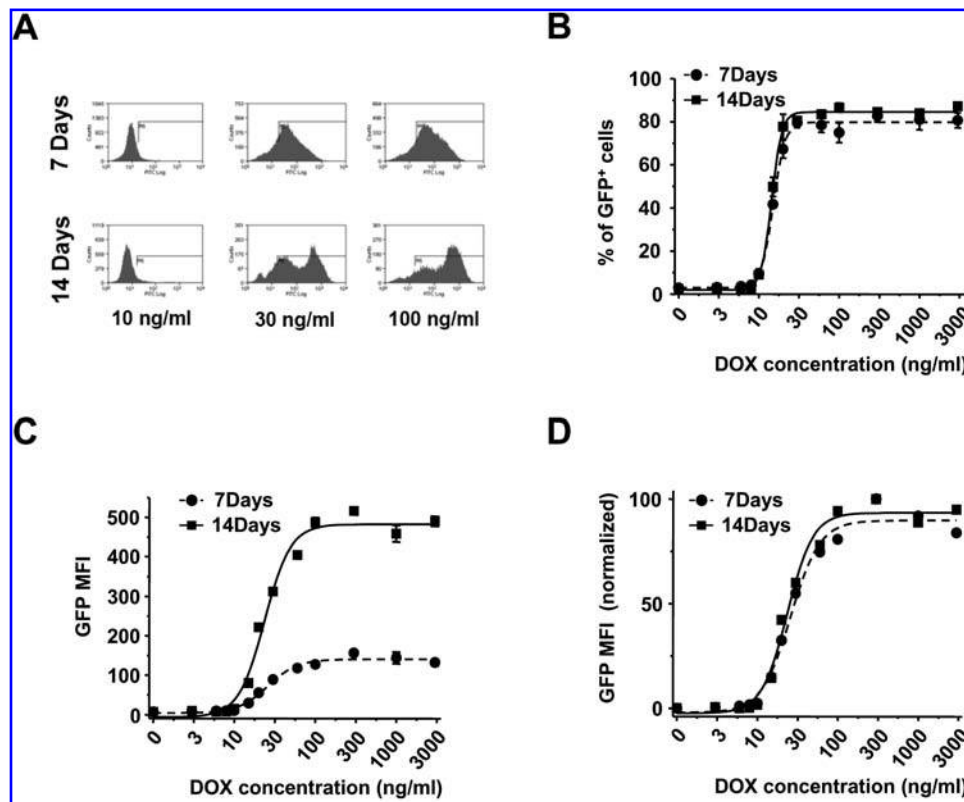 A
7 Days
14 Days
Counts
FITC Log
10 ng/ml
30 ng/ml
100 ng/ml
B
7Days
14Days
% of GFP+ cells
100
80
60
40
20
0
0 3 10 30 100 300 1000 3000
DOX concentration (ng/ml)
C
7Days
14Days
GFP MFI
500
400
300
200
100
0
0 3 10 30 100 300 1000 3000
DOX concentration (ng/ml)
D
7Days
14Days
GFP MFI (normalized)
100
50
0
0 3 10 30 100 300 1000 3000
DOX concentration (ng/ml)